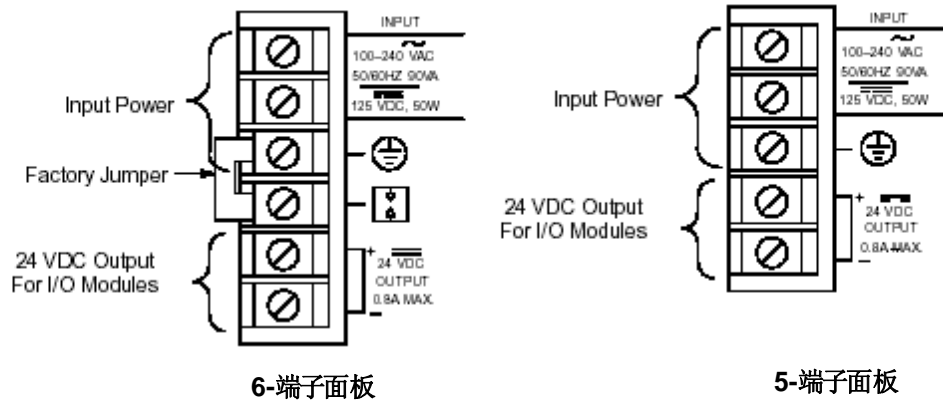 INPUT
100–240 VAC
50/60HZ 90VA
125 VDC, 50W
Input Power
Factory Jumper
24 VDC Output
For I/O Modules
+
24 VDC
OUTPUT
0.8A MAX.
–
6-端子面板
INPUT
100–240 VAC
50/60HZ 90VA
125 VDC, 50W
Input Power
24 VDC Output
For I/O Modules
+
24 VDC
OUTPUT
0.8A MAX.
–
5-端子面板